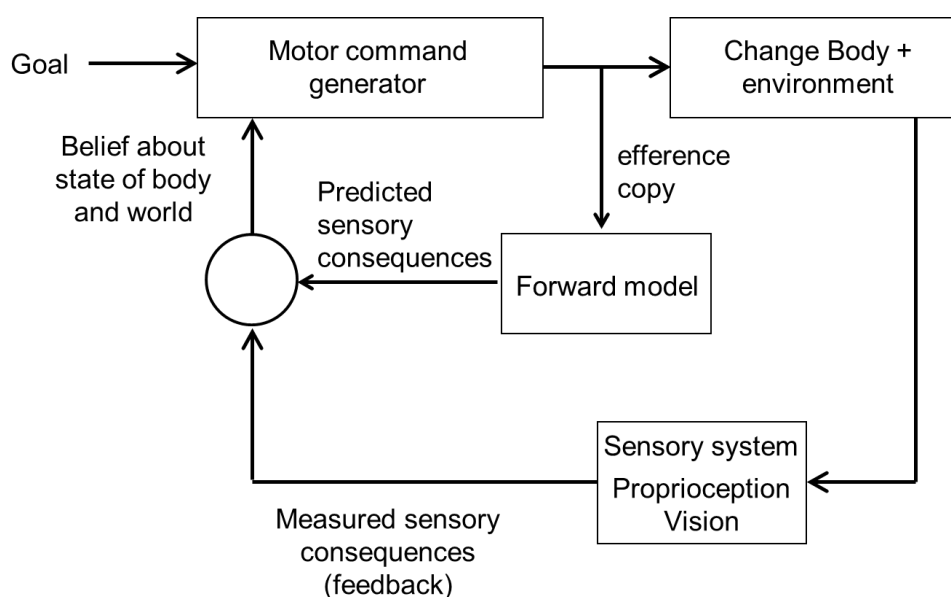 Goal
Motor command
generator
Change Body +
environment
Belief about
state of body
and world
efference
copy
Predicted
sensory
consequences
Forward model
Sensory system
Proprioception
Vision
Measured sensory
consequences
(feedback)